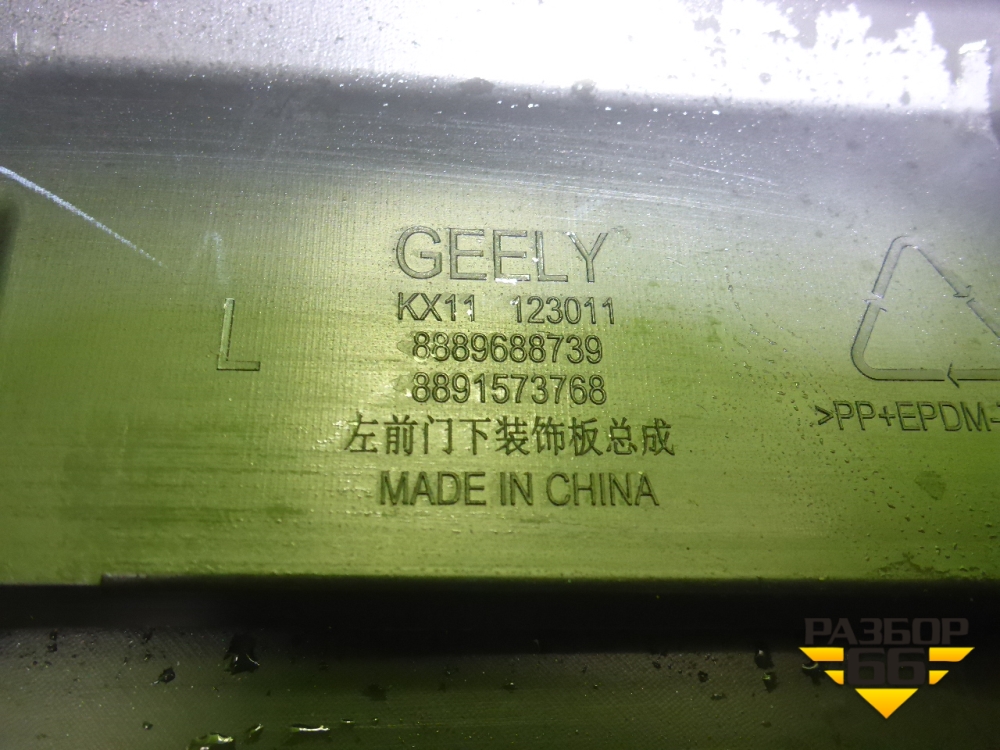 GEELY
KX11 123011
L
8889688739
8891573768
>PP+EPDM-
左前门下装饰板总成
MADE IN CHINA
РАЗБОР
66